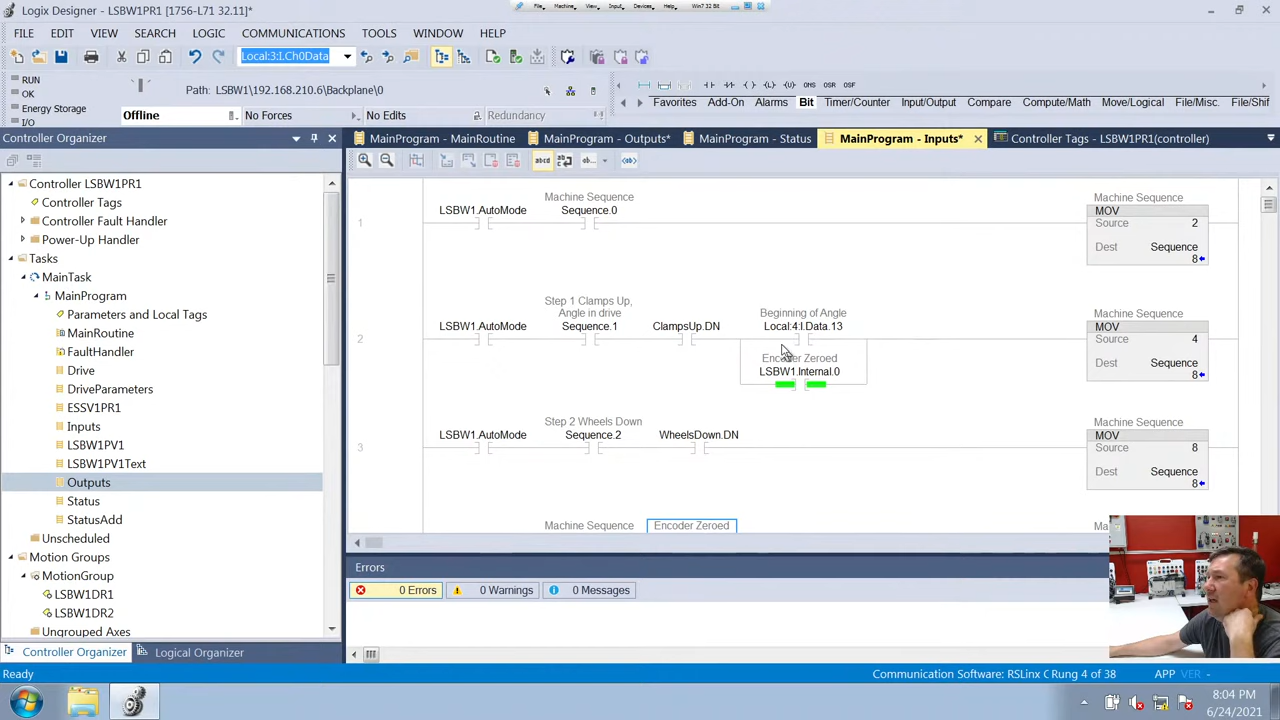 Logix Designer - LSBW1PR1 [1756-L71 32.11]*
File Machine View Input Devices Help Win7 32 Bit
FILE EDIT VIEW SEARCH LOGIC COMMUNICATIONS TOOLS WINDOW HELP
Local:3:I.Ch0Data
RUN
OK
Energy Storage
I/O
Path: LSBW1\192.168.210.6\Backplane\0
Offline No Forces No Edits Redundancy
Favorites Add-On Alarms Bit Timer/Counter Input/Output Compare Compute/Math Move/Logical File/Misc. File/Shif
Controller Organizer
MainProgram - MainRoutine MainProgram - Outputs* MainProgram - Status MainProgram - Inputs* Controller Tags - LSBW1PR1(controller)
Controller LSBW1PR1
Controller Tags
Controller Fault Handler
Power-Up Handler
Tasks
MainTask
MainProgram
Parameters and Local Tags
MainRoutine
FaultHandler
Drive
DriveParameters
ESSV1PR1
Inputs
LSBW1PV1
LSBW1PV1Text
Outputs
Status
StatusAdd
Unscheduled
Motion Groups
MotionGroup
LSBW1DR1
LSBW1DR2
Ungrouped Axes
Controller Organizer Logical Organizer
1
LSBW1.AutoMode
Machine Sequence
Sequence.0
Machine Sequence
MOV
Source 2
Dest Sequence
8
2
LSBW1.AutoMode
Step 1 Clamps Up,
Angle in drive
Sequence.1
ClampsUp.DN
Beginning of Angle
Local:4:I.Data.13
Encoder Zeroed
LSBW1.Internal.0
Machine Sequence
MOV
Source 4
Dest Sequence
8
3
LSBW1.AutoMode
Step 2 Wheels Down
Sequence.2
WheelsDown.DN
Machine Sequence
MOV
Source 8
Dest Sequence
8
Machine Sequence
Encoder Zeroed
Errors
0 Errors 0 Warnings 0 Messages
Ready
Communication Software: RSLinx C Rung 4 of 38 APP VER -
8:04 PM
6/24/2021